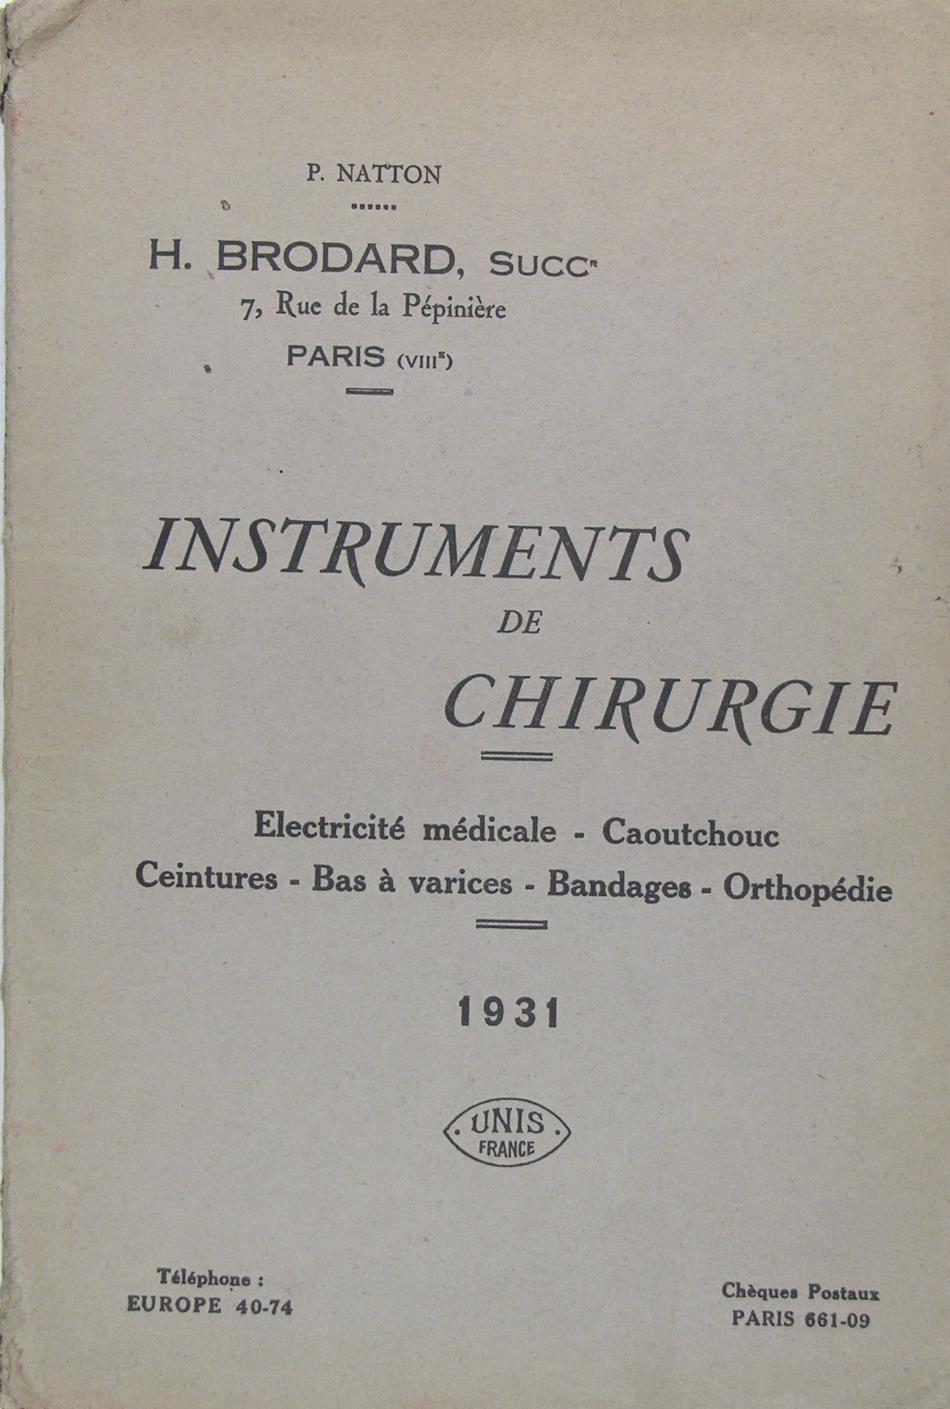 P. NATTON
H. BRODARD, SUCCR
7, Rue de la Pépinière
PARIS (VIIIE)
INSTRUMENTS
DE
CHIRURGIE
Electricité médicale - Caoutchouc
Ceintures - Bas à varices - Bandages - Orthopédie
1931
UNIS
FRANCE
Téléphone :
EUROPE 40-74
Chèques Postaux
PARIS 661-09